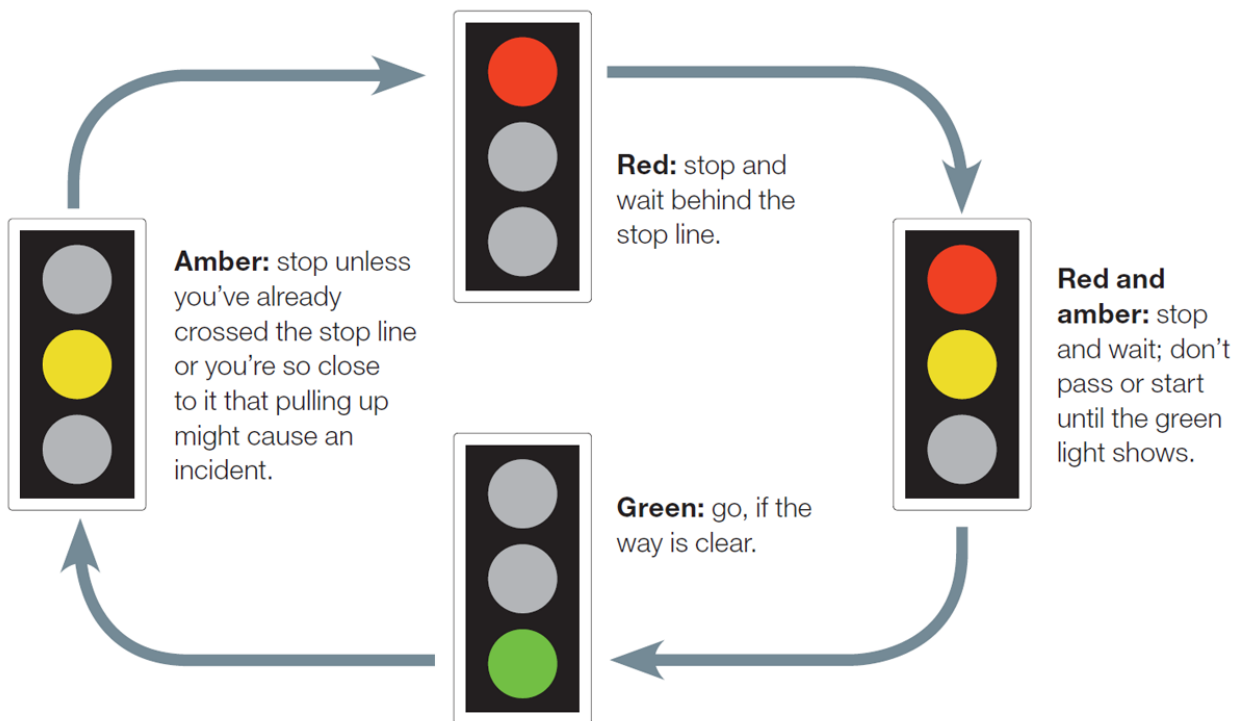 Red: stop and
wait behind the
stop line.
Amber: stop unless
you’ve already
crossed the stop line
or you’re so close
to it that pulling up
might cause an
incident.
Red and
amber: stop
and wait; don’t
pass or start
until the green
light shows.
Green: go, if the
way is clear.